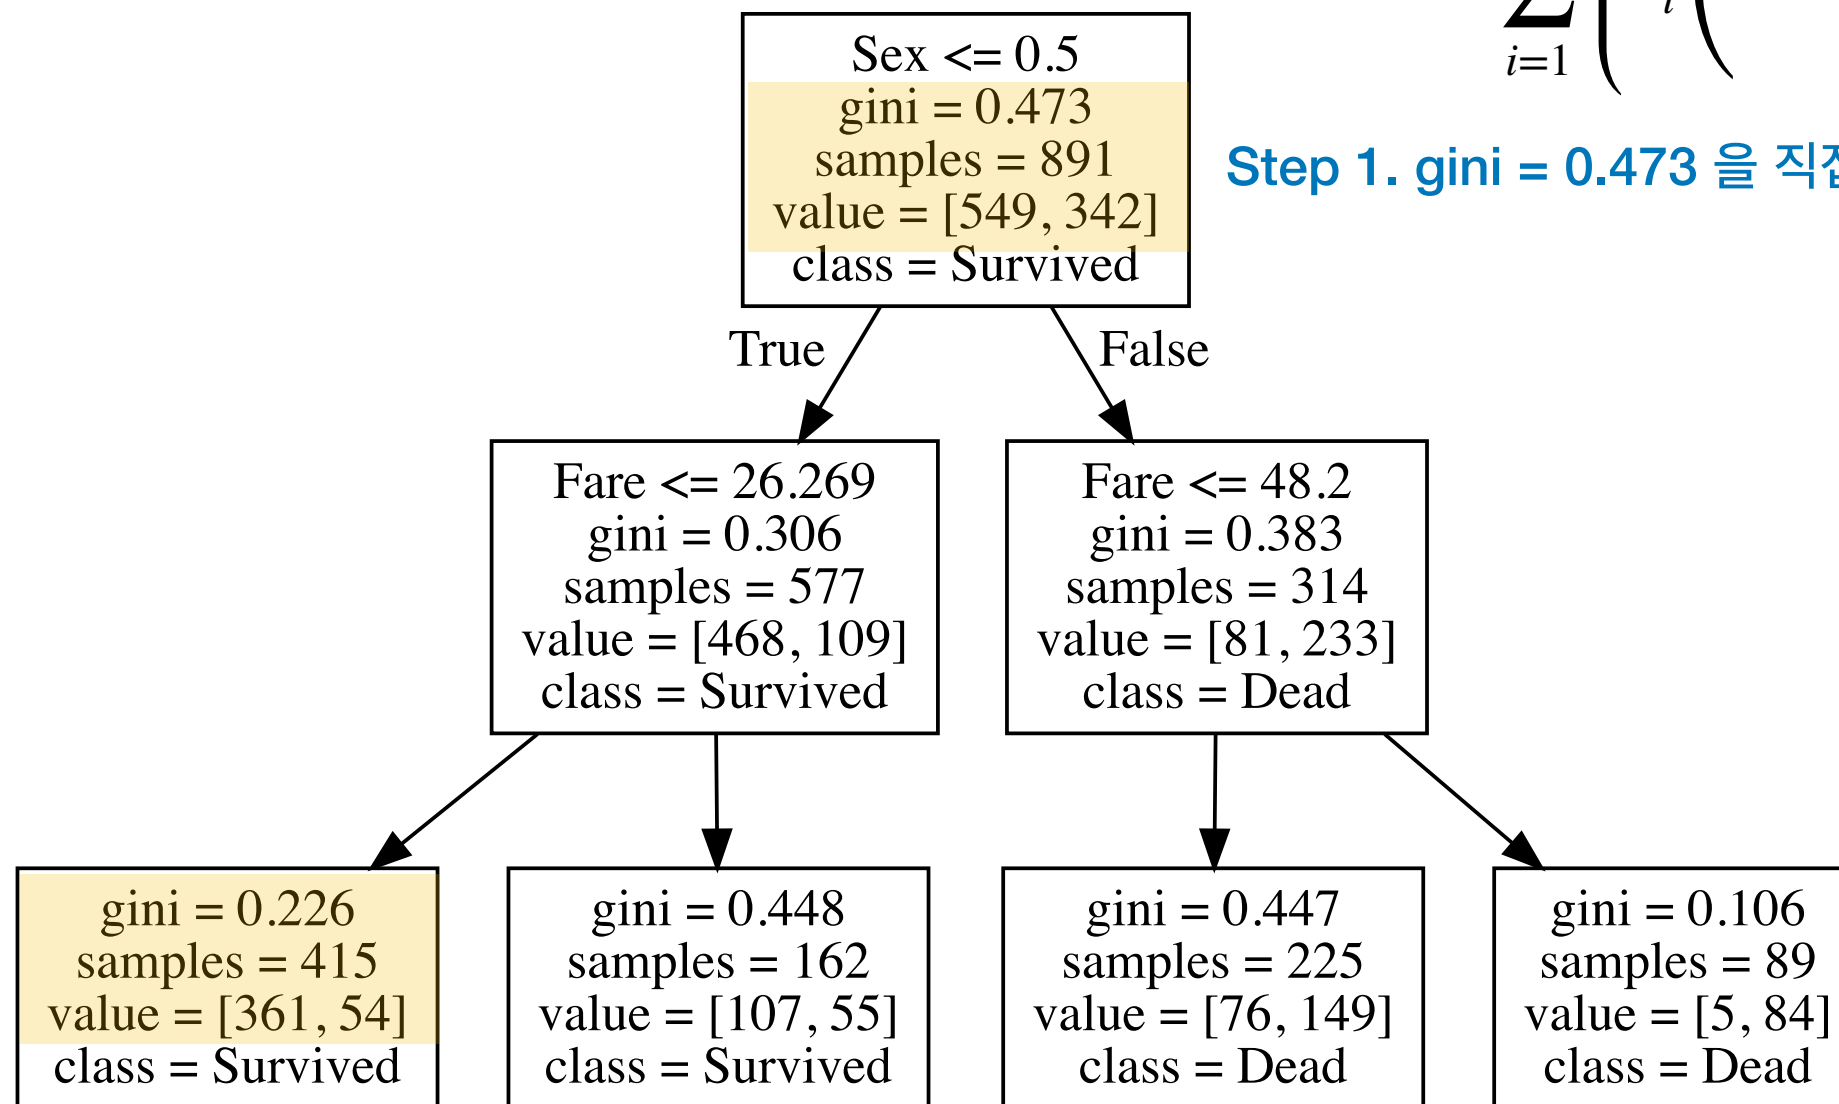 Sex <= 0.5
gini = 0.473
samples = 891
value = [549, 342]
class = Survived
i=1
i
Step 1. gini = 0.473 을
True
False
Fare <= 26.269
gini = 0.306
samples = 577
value = [468, 109]
class = Survived
Fare <= 48.2
gini = 0.383
samples = 314
value = [81, 233]
class = Dead
gini = 0.226
samples = 415
value = [361, 54]
class = Survived
gini = 0.448
samples = 162
value = [107, 55]
class = Survived
gini = 0.447
samples = 225
value = [76, 149]
class = Dead
gini = 0.106
samples = 89
value = [5, 84]
class = Dead